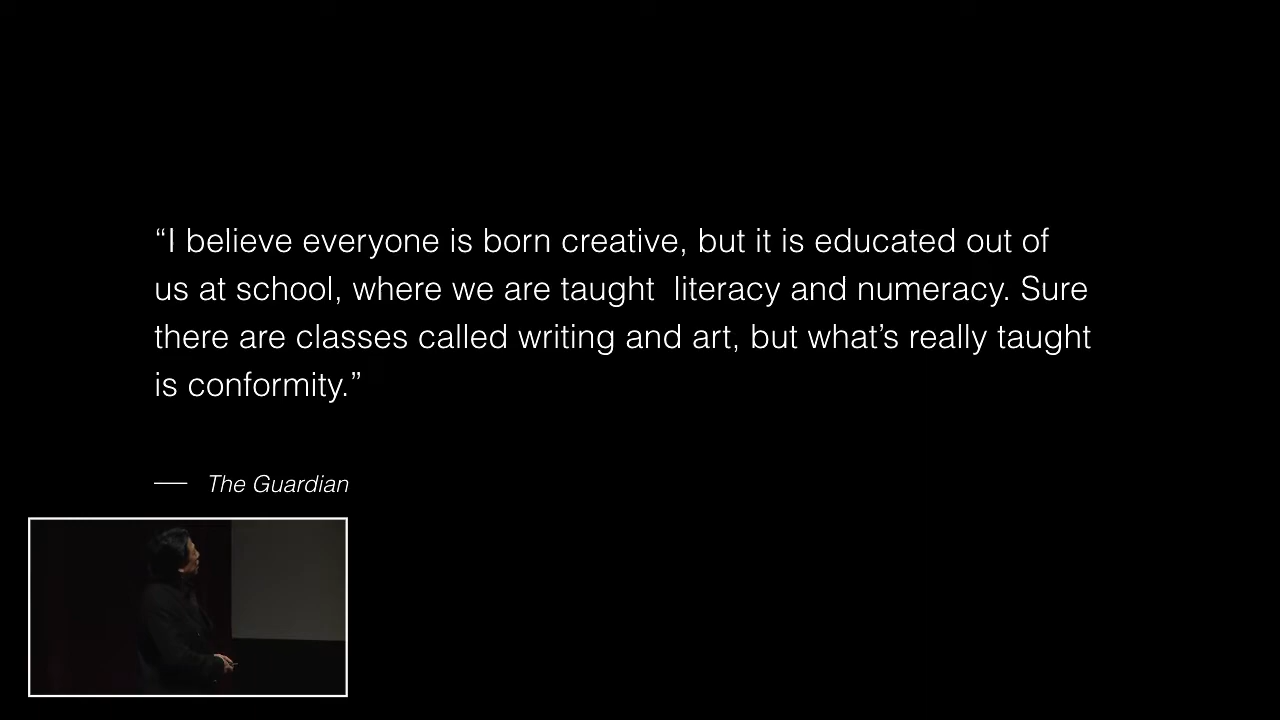 “I believe everyone is born creative, but it is educated out of
us at school, where we are taught  literacy and numeracy. Sure
there are classes called writing and art, but what’s really taught
is conformity.”
— The Guardian